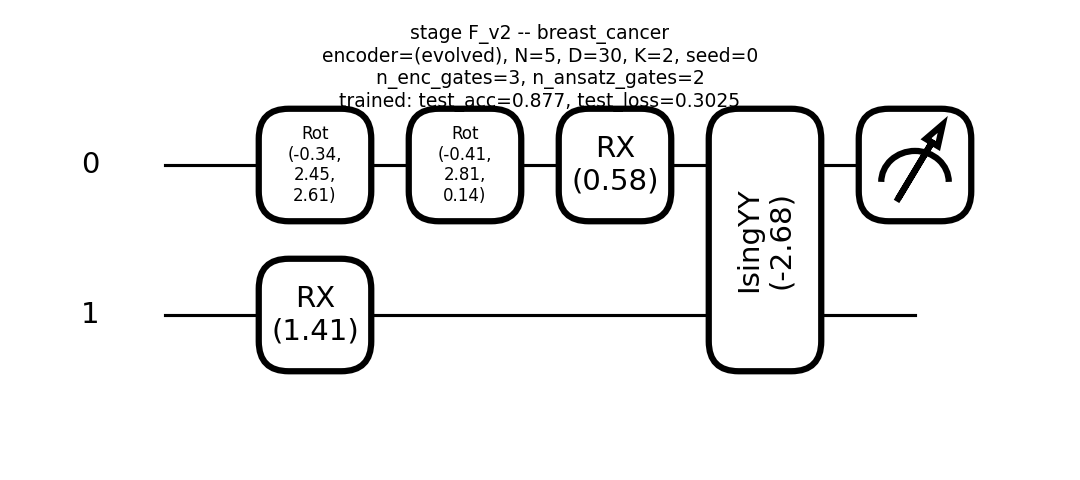 stage F_v2 -- breast_cancer
encoder=(evolved), N=5, D=30, K=2, seed=0
n_enc_gates=3, n_ansatz_gates=2
trained: test_acc=0.877, test_loss=0.3025
0
Rot
(-0.34,
2.45,
2.61)
Rot
(-0.41,
2.81,
0.14)
RX
(0.58)
IsingYY
(-2.68)
1
RX
(1.41)